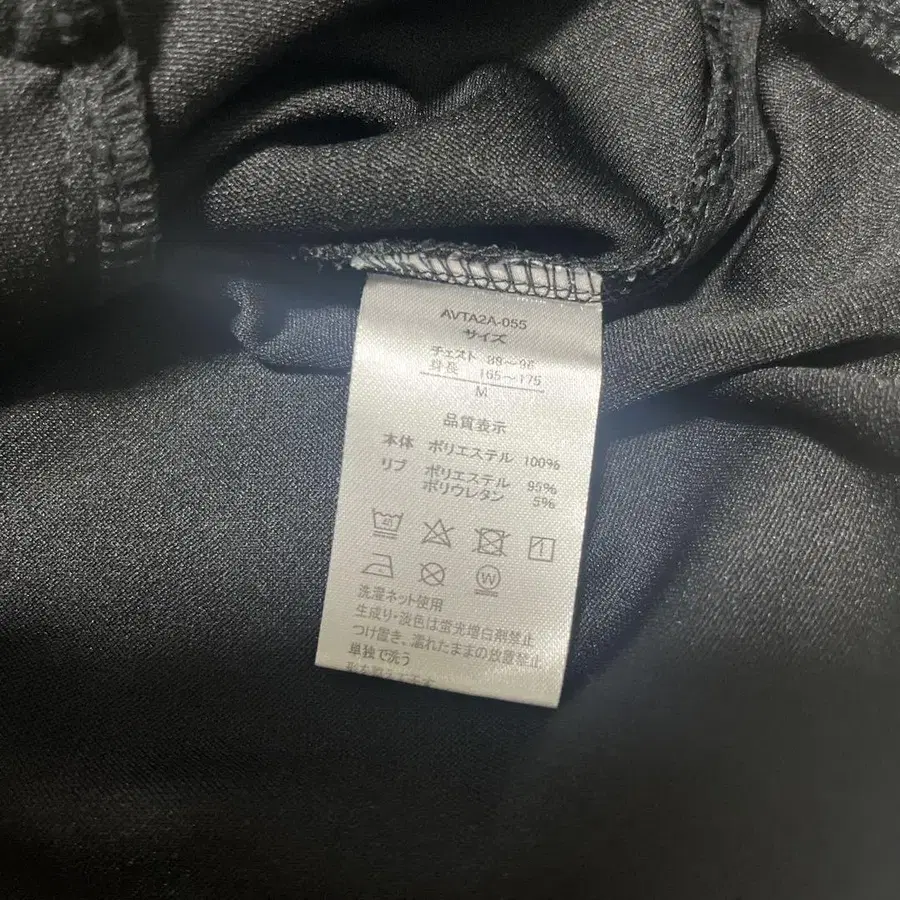 AVTA2A-055
サイズ
チェスト 88～96
身長 165～175
M
品質表示
本体 ポリエステル 100%
リブ ポリエステル 95%
ポリウレタン 5%
40
W
洗濯ネット使用
生成り・淡色は蛍光増白剤禁止
つけ置き、濡れたままの放置禁止
単独で洗う